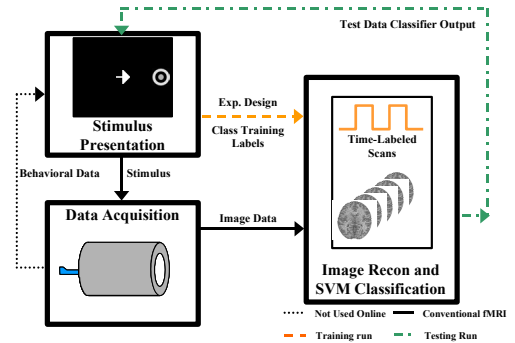 Test Data Classifier Output
Exp. Design
Class Training
Labels
Stimulus
Presentation
Time-Labeled
Scans
Behavioral Data
Stimulus
Data Acquisition
Image Data
Image Recon and
SVM Classification
Not Used Online
Conventional fMRI
Training run
Testing Run